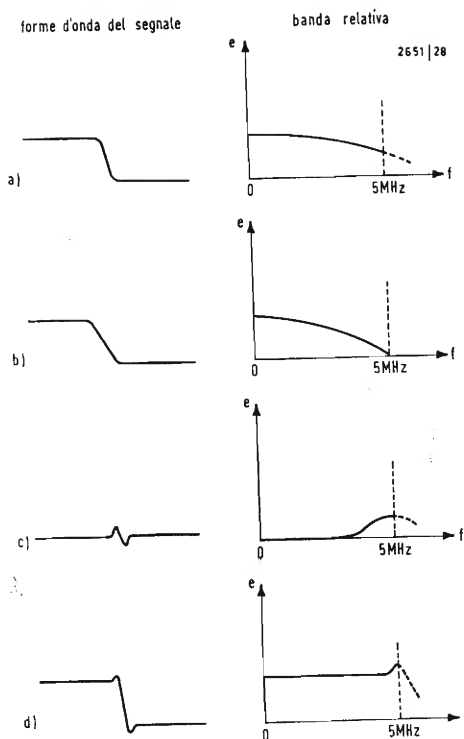 forme d'onda del segnale
banda relativa
2651|28
e
a)
0
5MHz
f
e
b)
0
5MHz
f
e
c)
0
5MHz
f
e
d)
0
5MHz
f